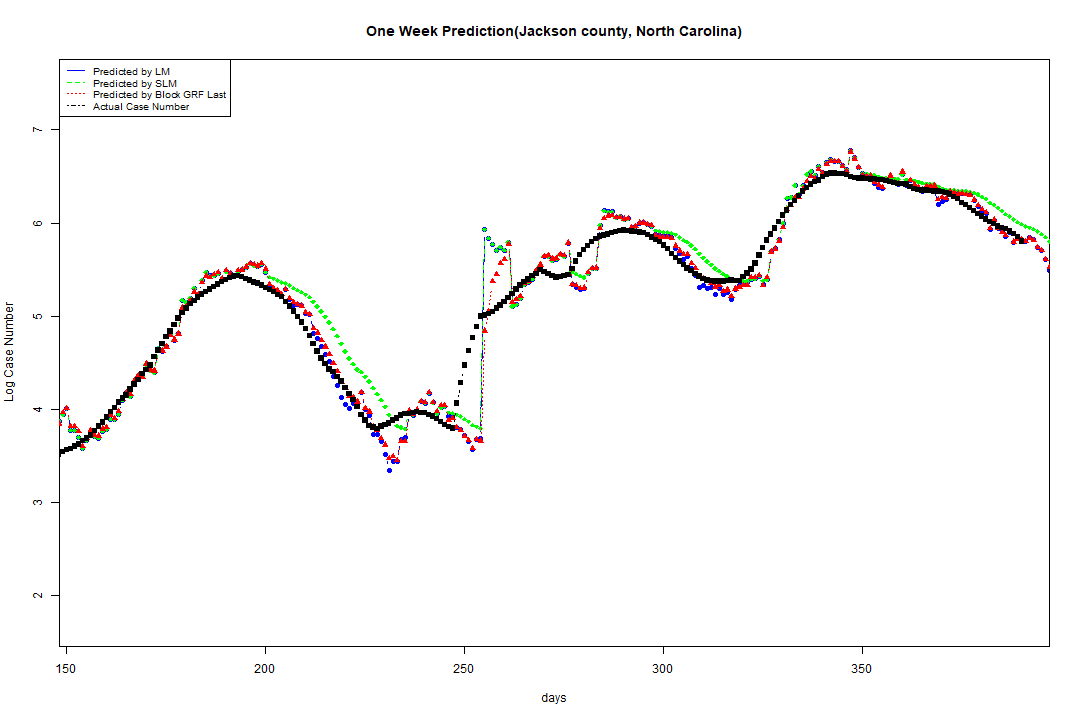 One Week Prediction(Jackson county, North Carolina)
Predicted by LM
Predicted by SLM
Predicted by Block GRF Last
Actual Case Number
7
6
5
4
3
2
Log Case Number
150 200 250 300 350
days